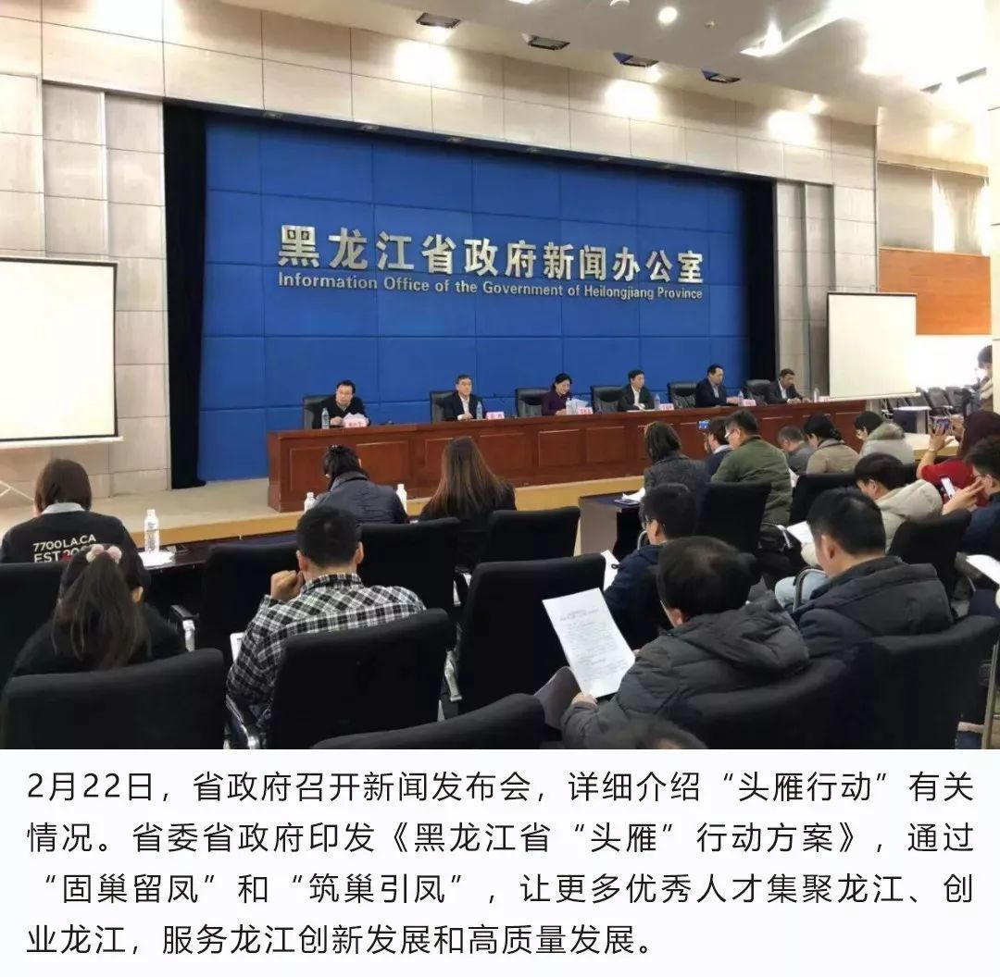 黑龙江省政府新闻办公室
Information Office of the Government of Heilongjiang Province
7700LA.CA
2月22日，省政府召开新闻发布会，详细介绍“头雁行动”有关
情况。省委省政府印发《黑龙江省“头雁”行动方案》，通过
“固巢留凤”和“筑巢引凤”，让更多优秀人才集聚龙江、创
业龙江，服务龙江创新发展和高质量发展。